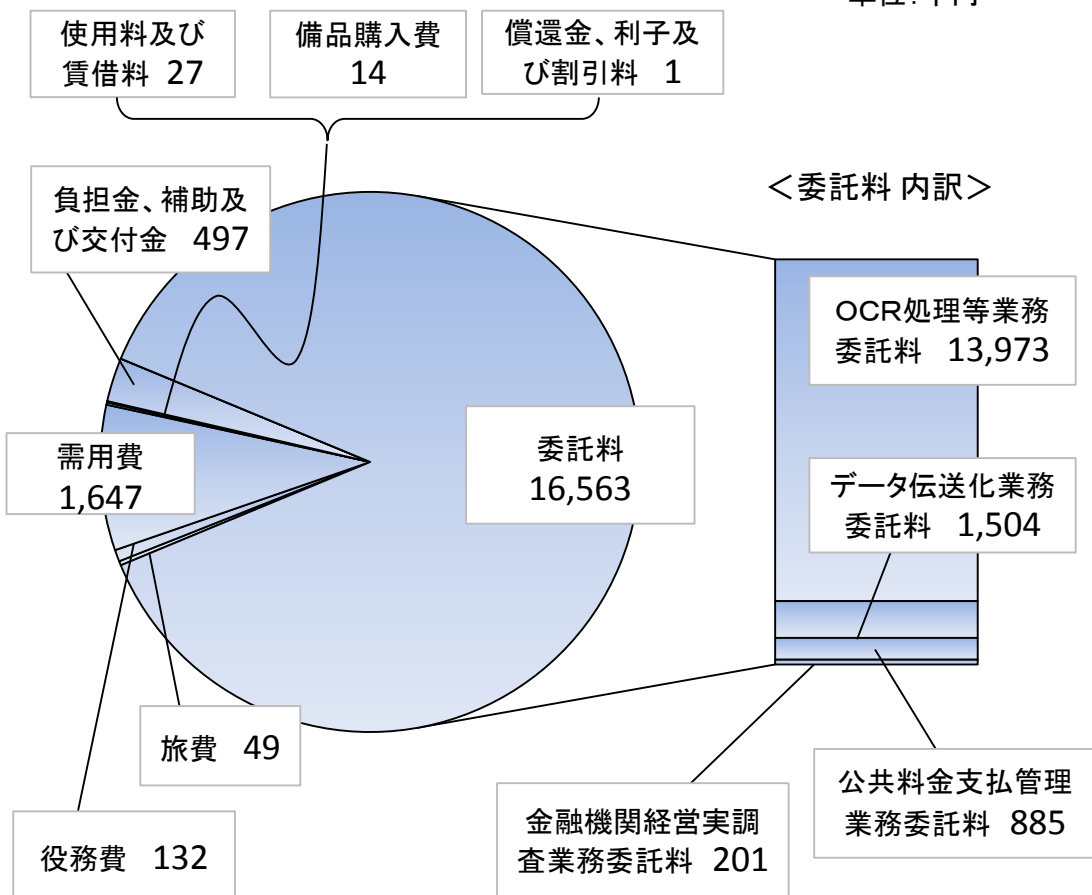 使用料及び
賃借料 27
備品購入費
14
償還金、利子及
び割引料 1
負担金、補助及
び交付金 497
＜委託料 内訳＞
OCR処理等業務
委託料 13,973
委託料
16,563
需用費
1,647
データ伝送化業務
委託料 1,504
旅費 49
役務費 132
金融機関経営実調
査業務委託料 201
公共料金支払管理
業務委託料 885